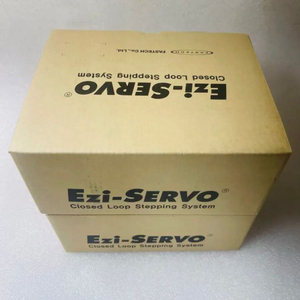 FASTECH
FASTECH Co., Ltd.
Closed Loop Stepping System
Ezi-SERVO®
Ezi-SERVO®
Closed Loop Stepping System
Ezi-SERVO®
Closed Loop Stepping System